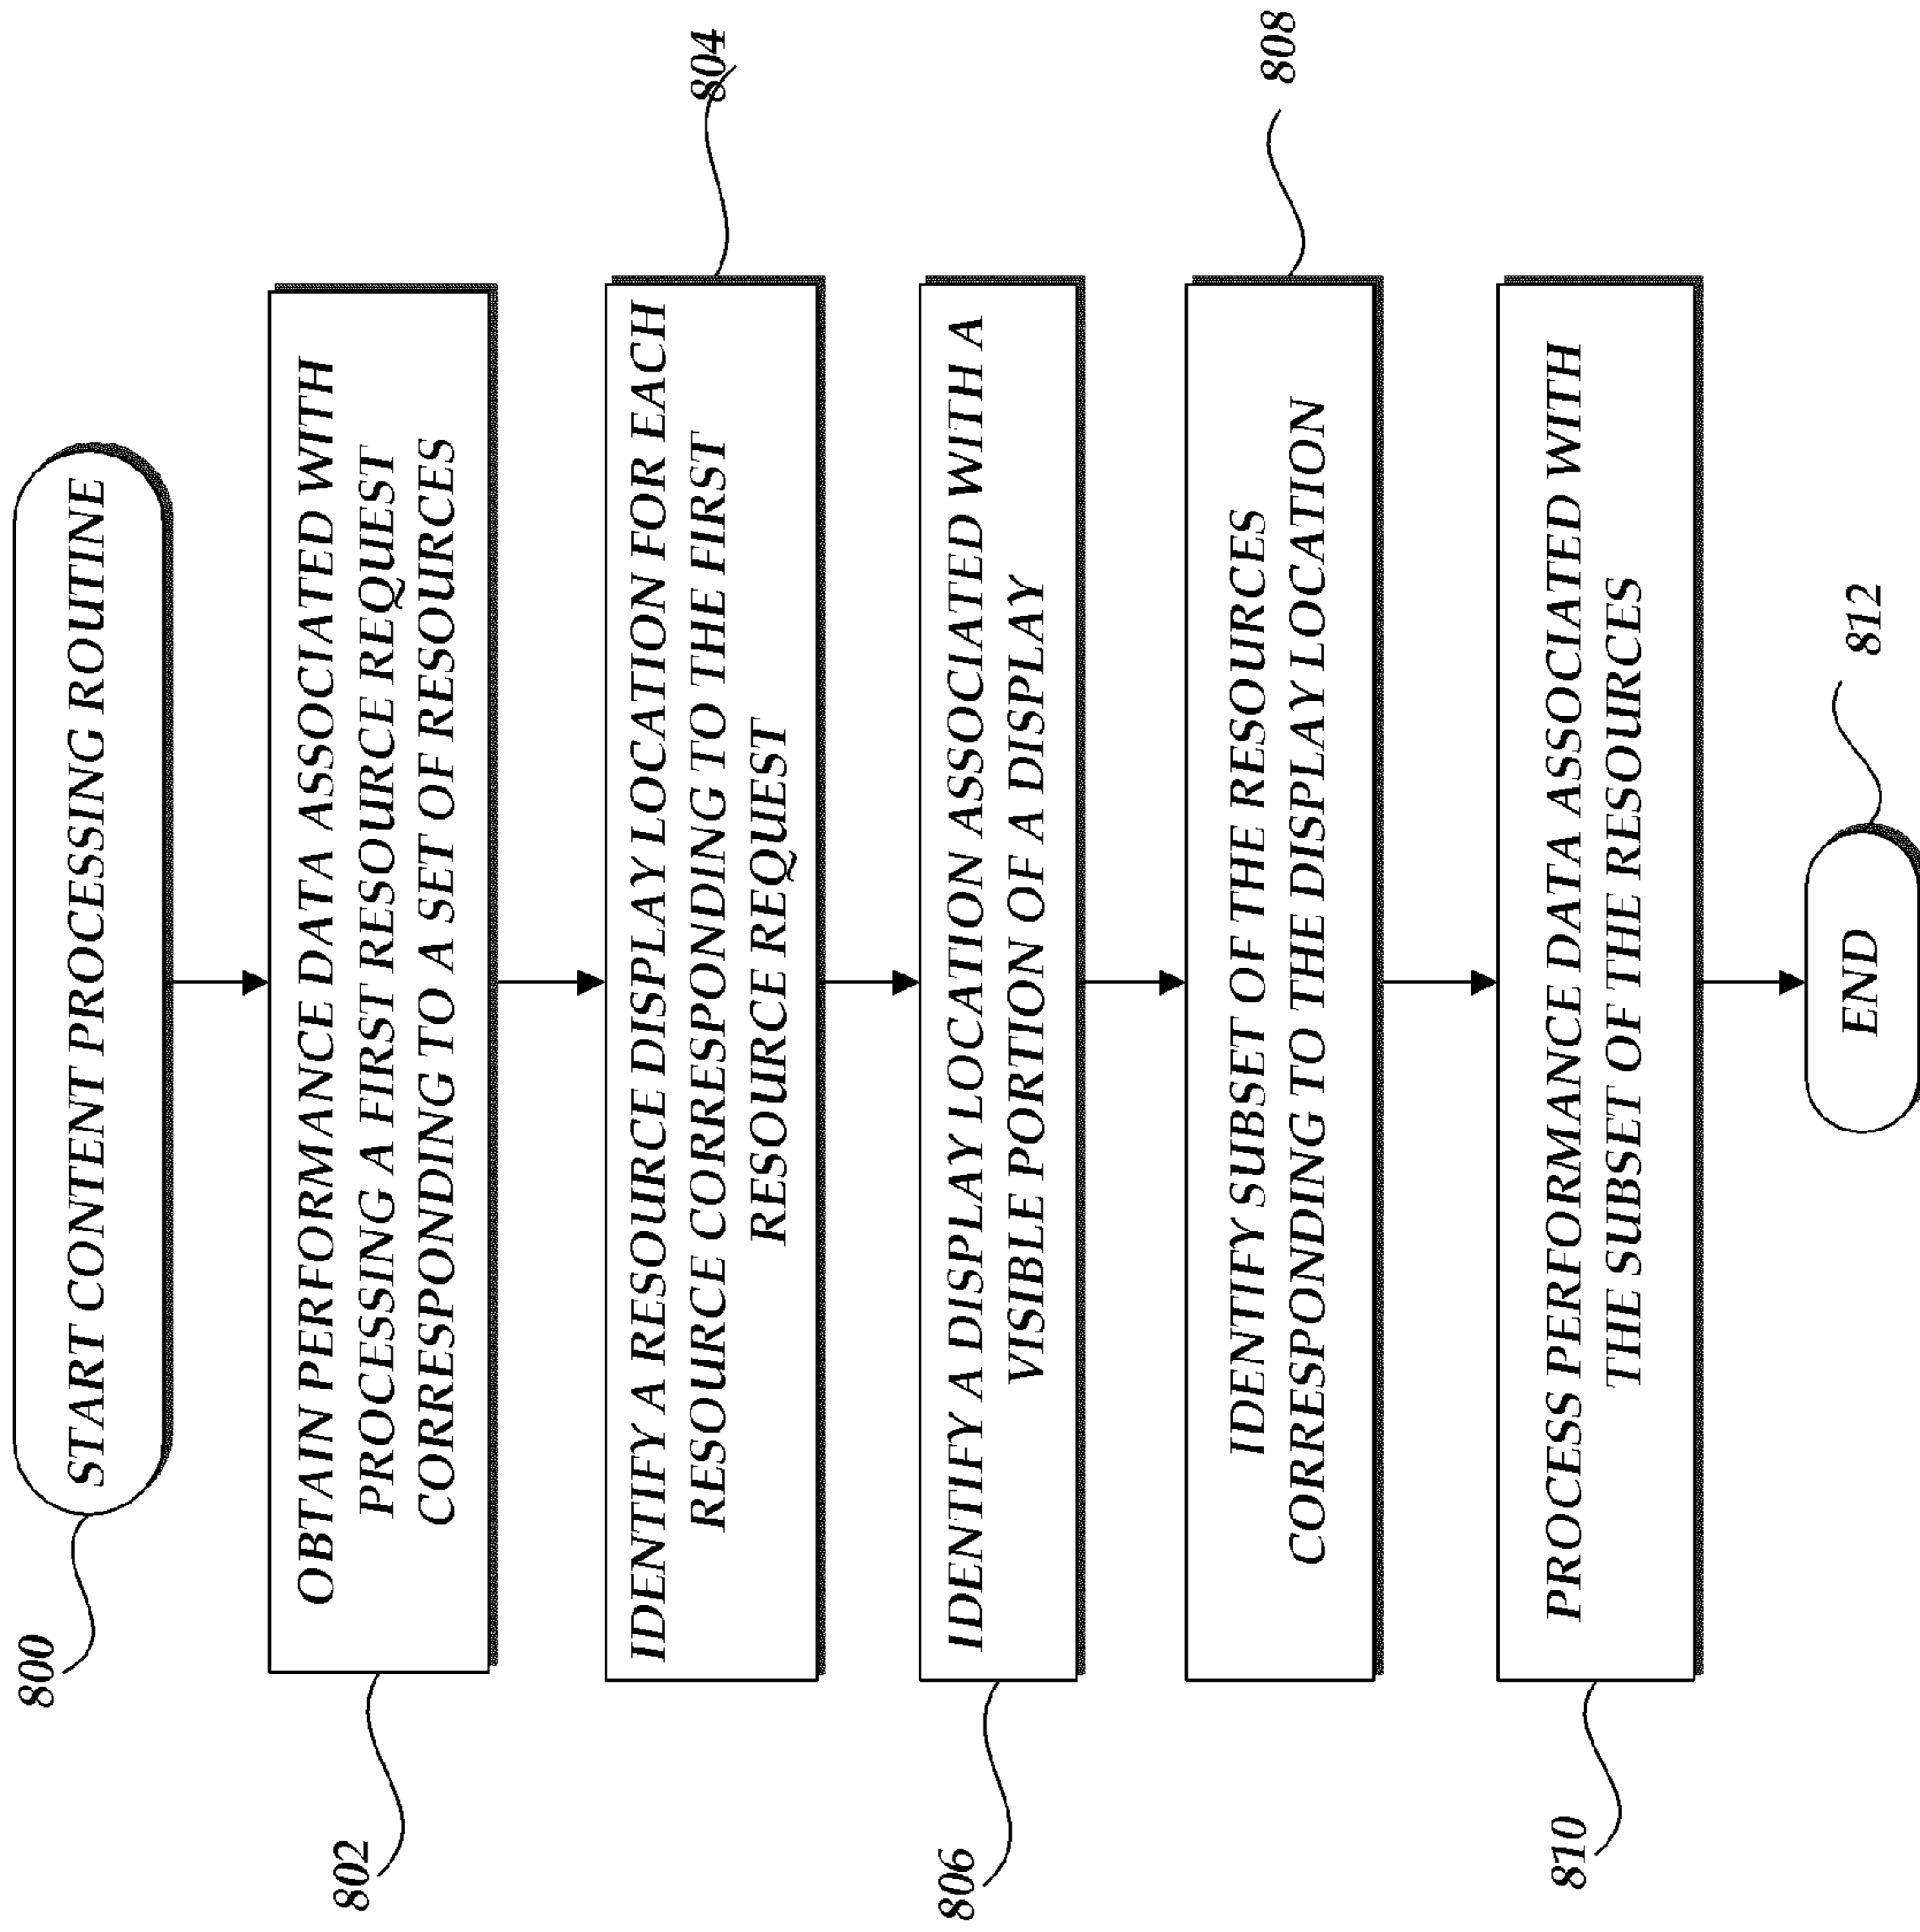 800
START CONTENT PROCESSING ROUTINE
802
OBTAIN PERFORMANCE DATA ASSOCIATED WITH
PROCESSING A FIRST RESOURCE REQUEST
CORRESPONDING TO A SET OF RESOURCES
804
IDENTIFY A RESOURCE DISPLAY LOCATION FOR EACH
RESOURCE CORRESPONDING TO THE FIRST
RESOURCE REQUEST
806
IDENTIFY A DISPLAY LOCATION ASSOCIATED WITH A
VISIBLE PORTION OF A DISPLAY
808
IDENTIFY SUBSET OF THE RESOURCES
CORRESPONDING TO THE DISPLAY LOCATION
810
PROCESS PERFORMANCE DATA ASSOCIATED WITH
THE SUBSET OF THE RESOURCES
812
END